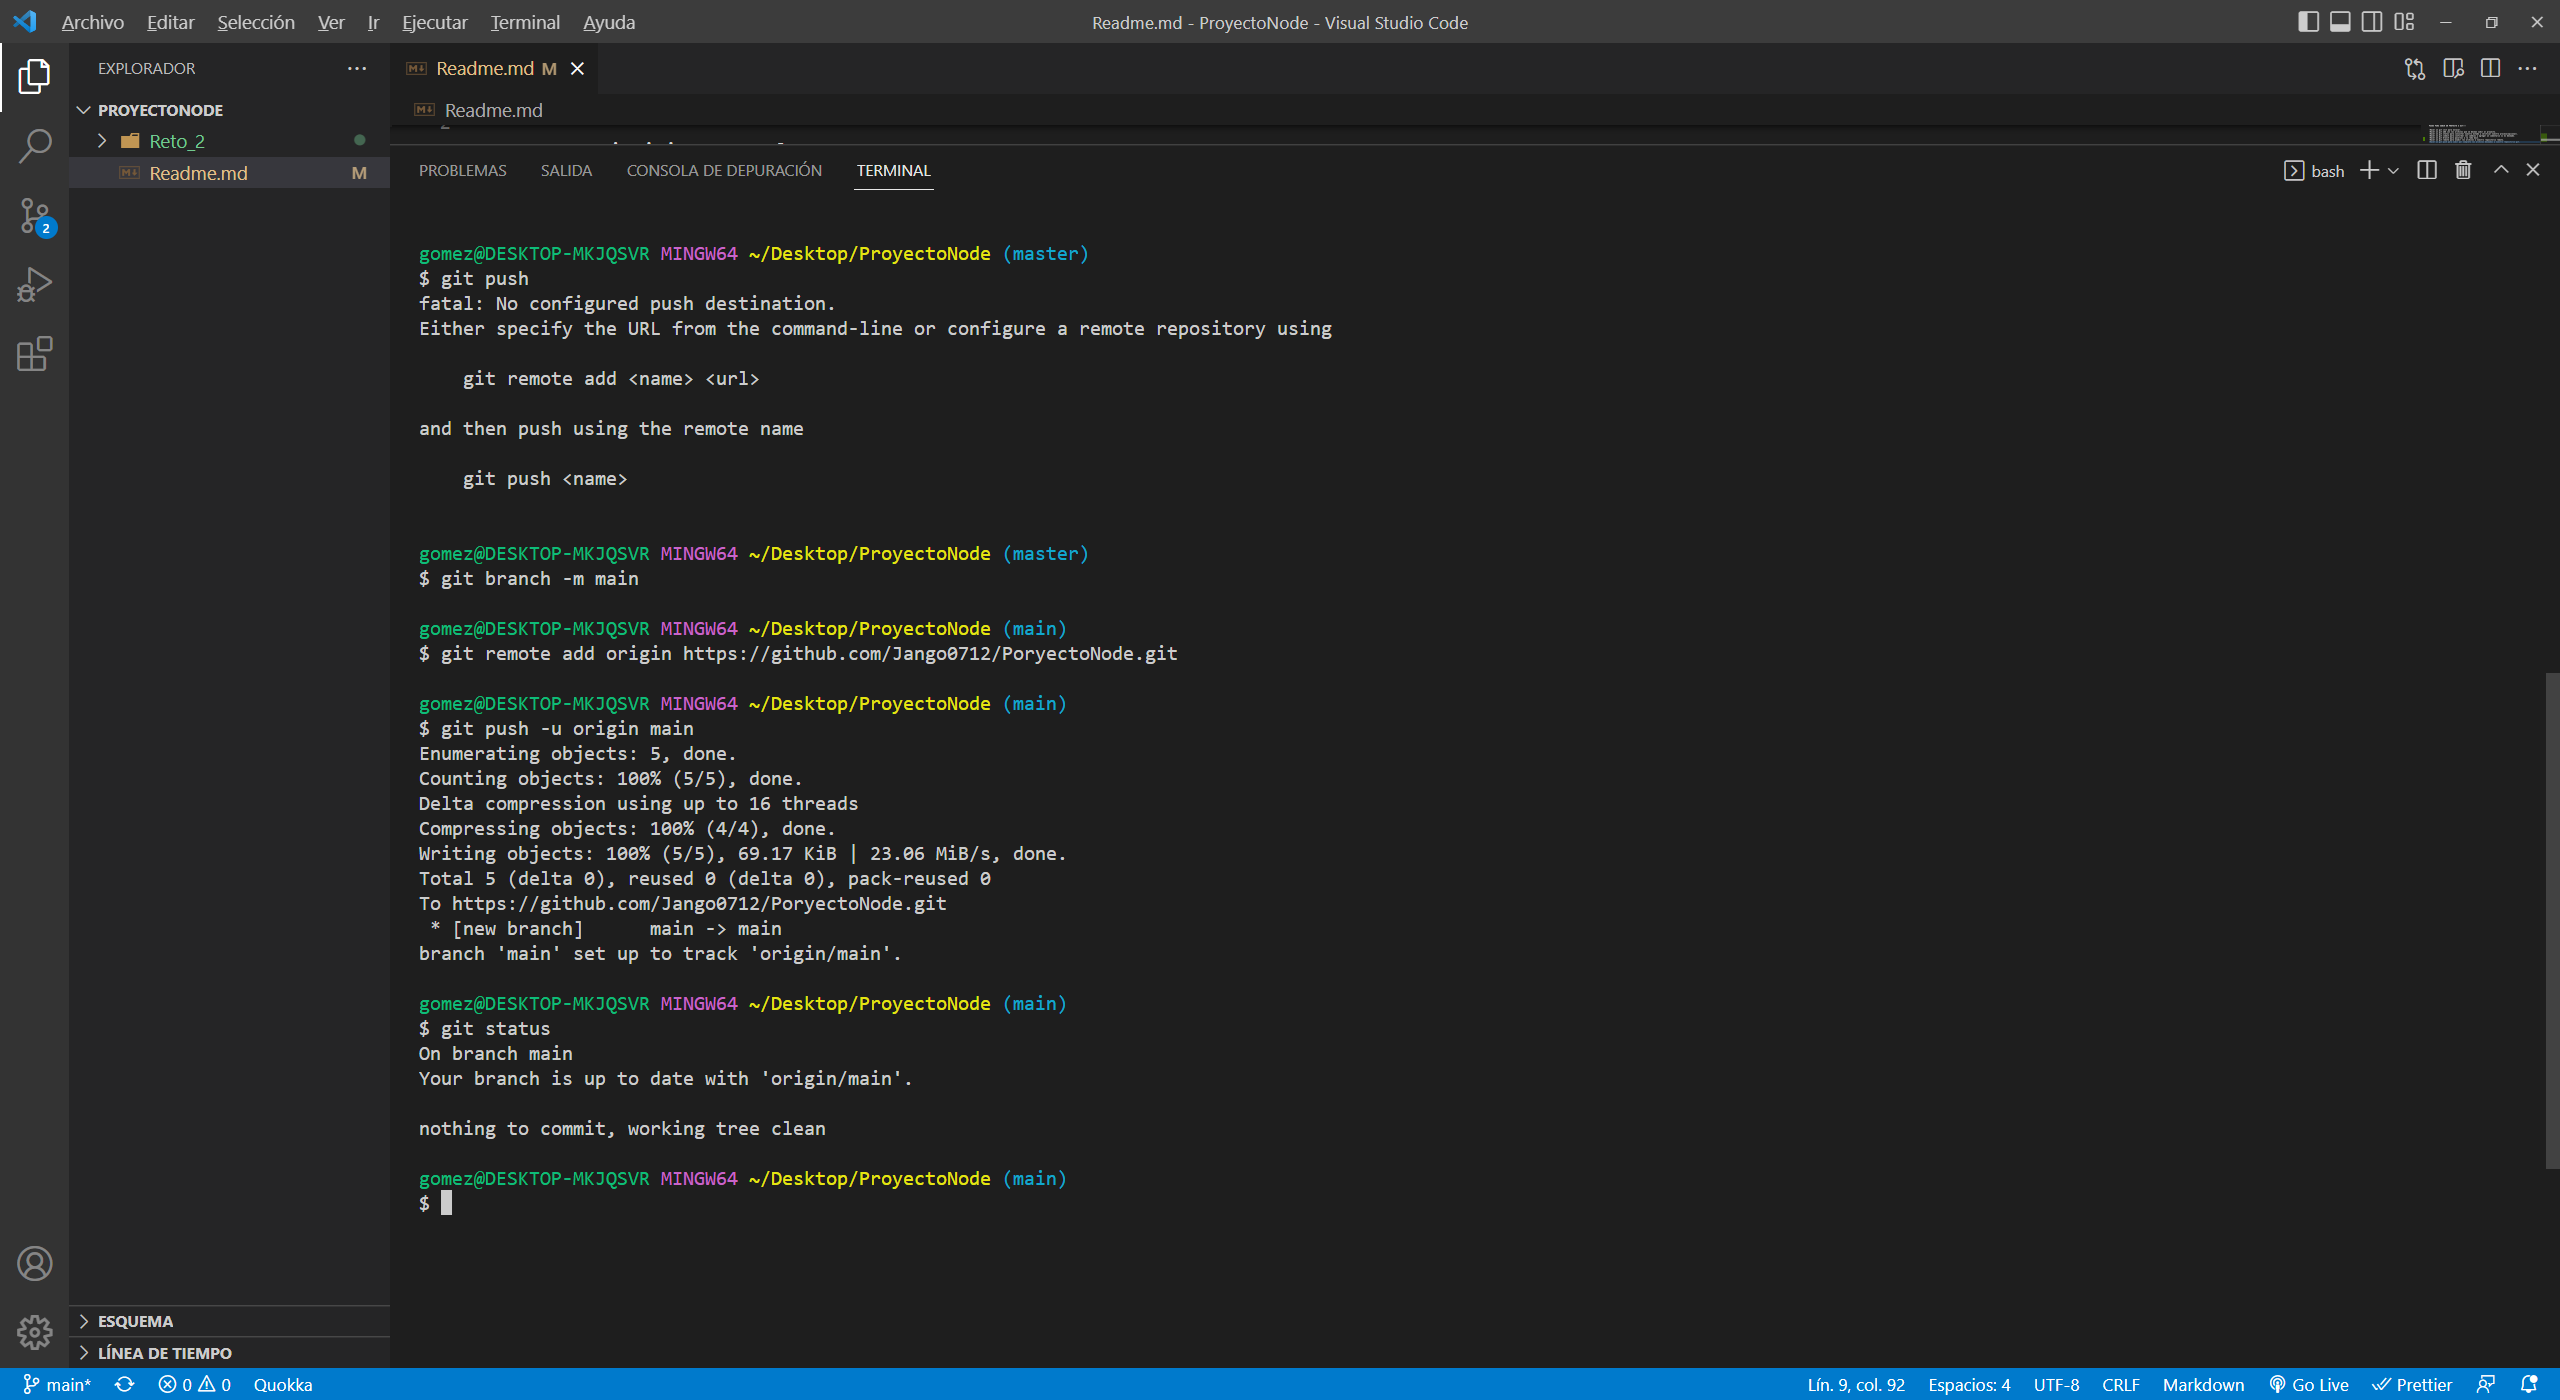 Archivo Editar Selección Ver Ir Ejecutar Terminal Ayuda
Readme.md - ProyectoNode - Visual Studio Code
EXPLORADOR
PROYECTONODE
Reto_2
Readme.md M
2
Readme.md M
Readme.md
2
PROBLEMAS SALIDA CONSOLA DE DEPURACIÓN TERMINAL
bash
gomez@DESKTOP-MKJQSVR MINGW64 ~/Desktop/ProyectoNode (master)
$ git push
fatal: No configured push destination.
Either specify the URL from the command-line or configure a remote repository using
git remote add <name> <url>
and then push using the remote name
git push <name>
gomez@DESKTOP-MKJQSVR MINGW64 ~/Desktop/ProyectoNode (master)
$ git branch -m main
gomez@DESKTOP-MKJQSVR MINGW64 ~/Desktop/ProyectoNode (main)
$ git remote add origin https://github.com/Jango0712/PoryectoNode.git
gomez@DESKTOP-MKJQSVR MINGW64 ~/Desktop/ProyectoNode (main)
$ git push -u origin main
Enumerating objects: 5, done.
Counting objects: 100% (5/5), done.
Delta compression using up to 16 threads
Compressing objects: 100% (4/4), done.
Writing objects: 100% (5/5), 69.17 KiB | 23.06 MiB/s, done.
Total 5 (delta 0), reused 0 (delta 0), pack-reused 0
To https://github.com/Jango0712/PoryectoNode.git
* [new branch] main -> main
branch 'main' set up to track 'origin/main'.
gomez@DESKTOP-MKJQSVR MINGW64 ~/Desktop/ProyectoNode (main)
$ git status
On branch main
Your branch is up to date with 'origin/main'.
nothing to commit, working tree clean
gomez@DESKTOP-MKJQSVR MINGW64 ~/Desktop/ProyectoNode (main)
$
ESQUEMA
LÍNEA DE TIEMPO
main* 0 0 Quokka
Lín. 9, col. 92 Espacios: 4 UTF-8 CRLF Markdown Go Live Prettier